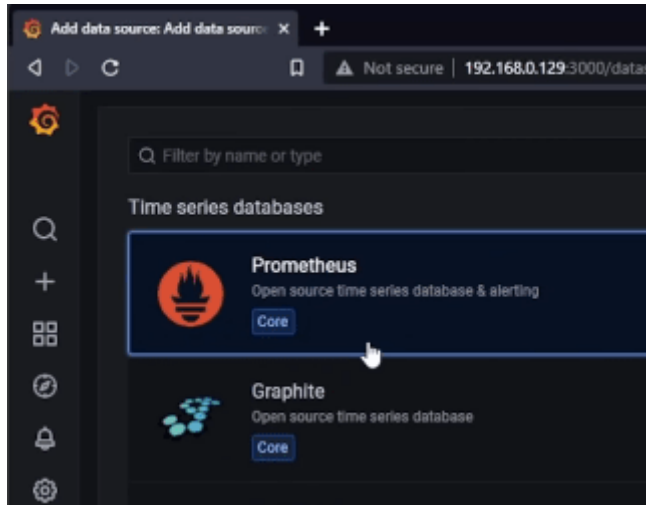 Add data source: Add data sourc
Not secure | 192.168.0.129:3000/datas
Filter by name or type
Time series databases
Prometheus
Open source time series database & alerting
Core
Graphite
Open source time series database
Core